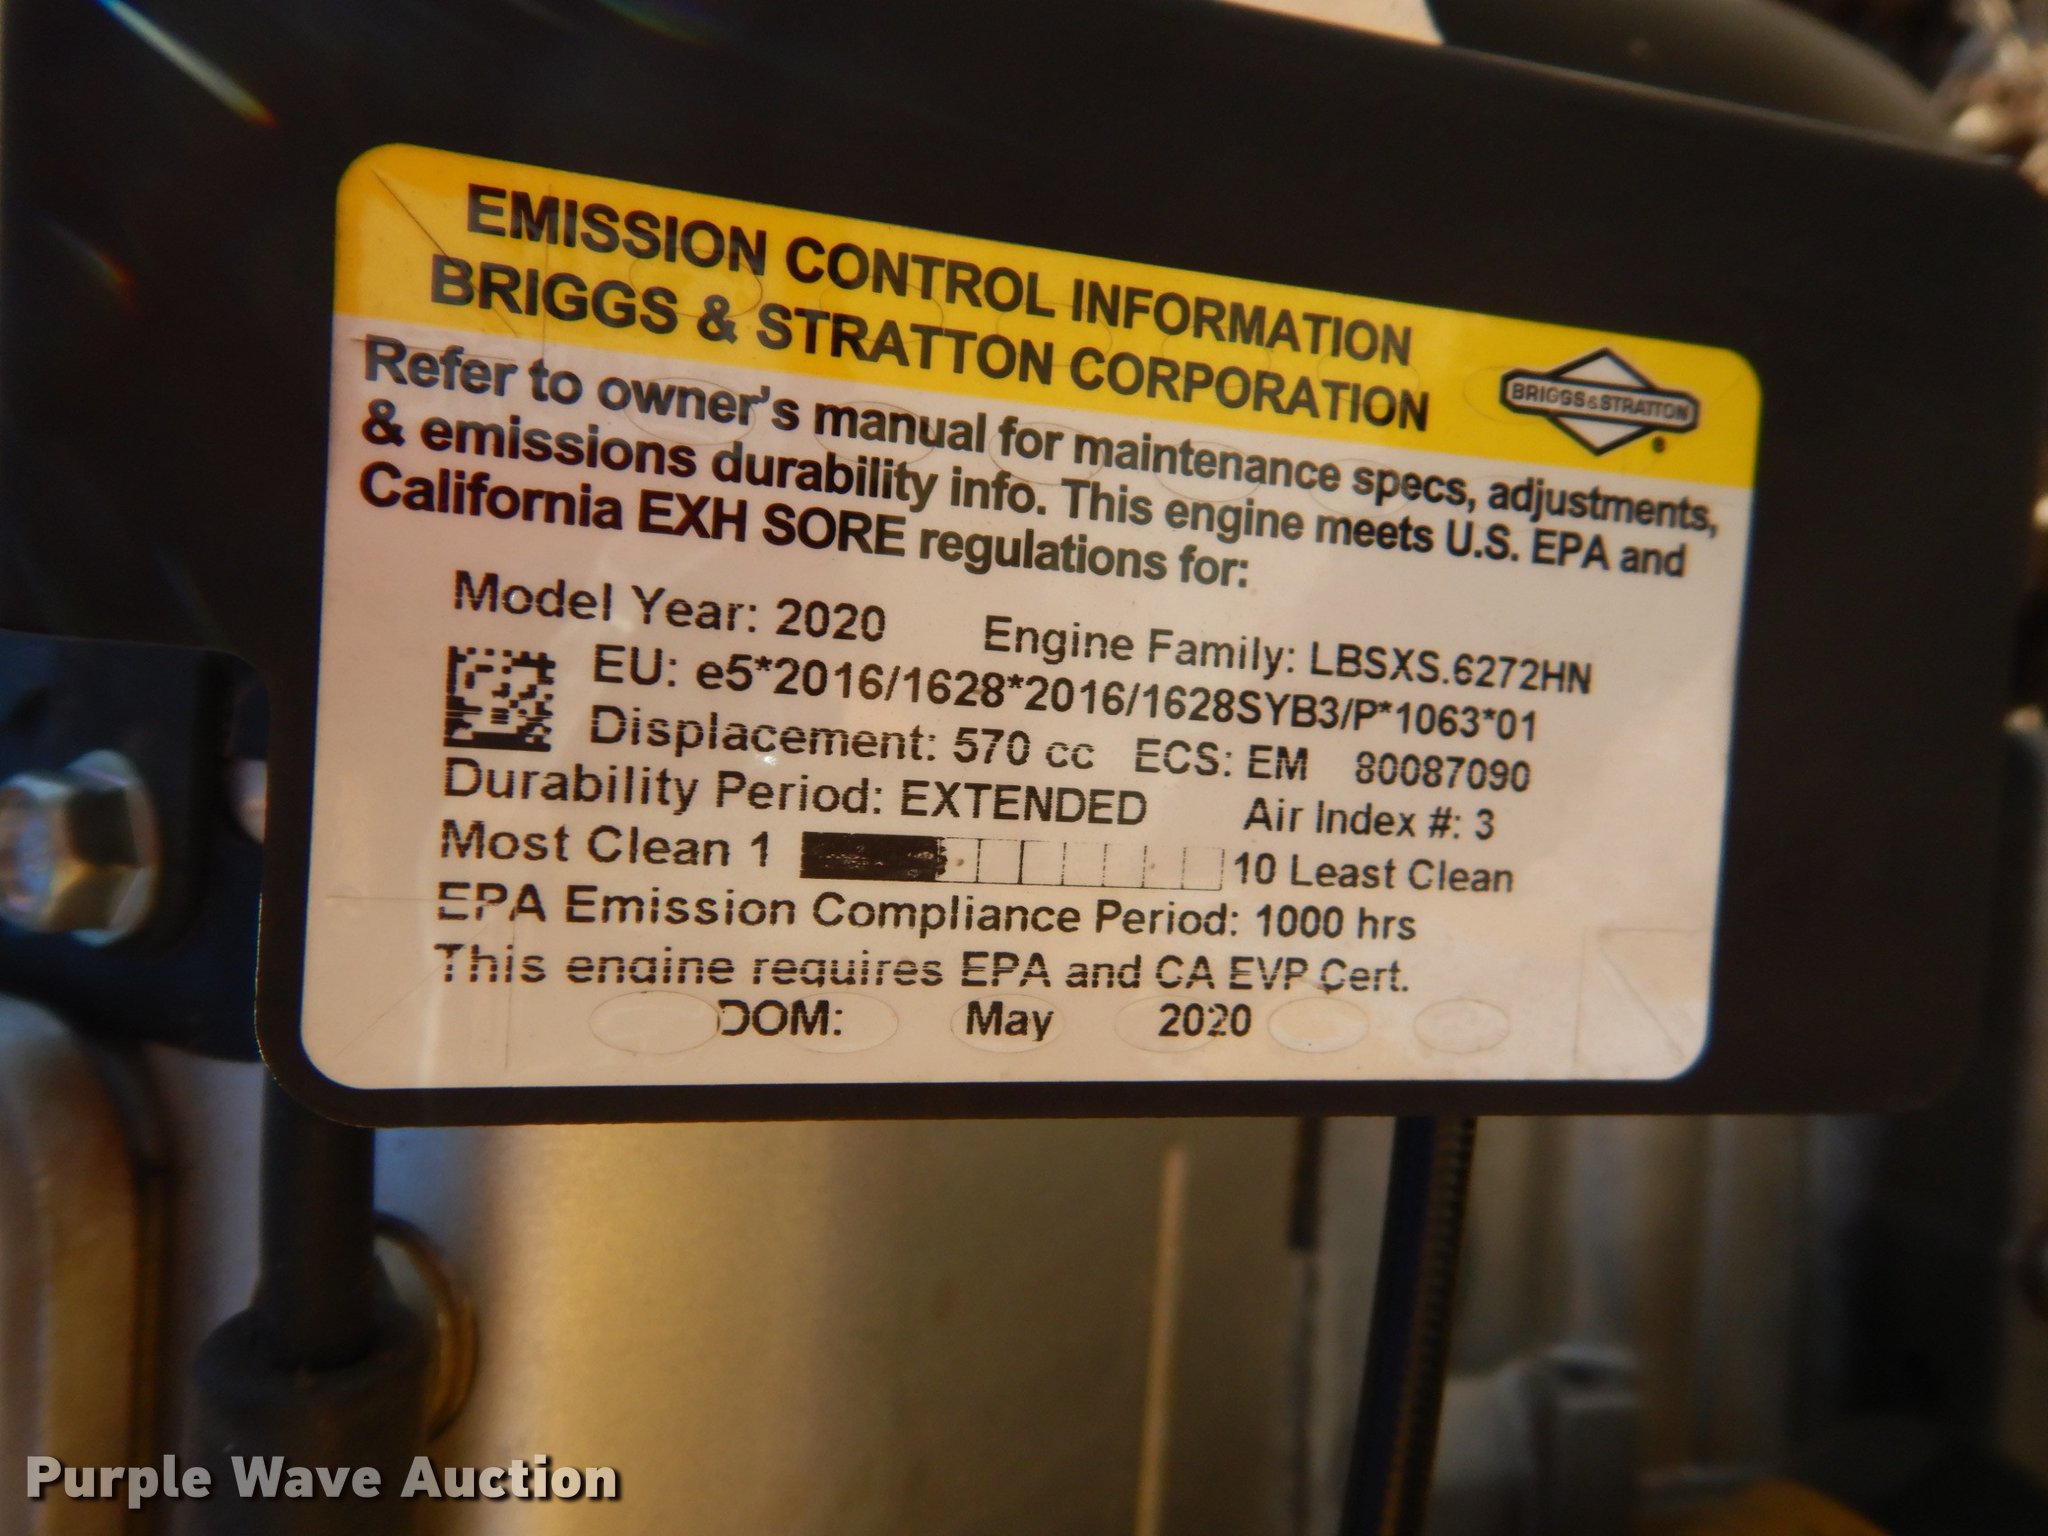 EMISSION CONTROL INFORMATION
BRIGGS & STRATTON CORPORATION
BRIGGS&STRATTON
®
Refer to owner's manual for maintenance specs, adjustments,
& emissions durability info. This engine meets U.S. EPA and
California EXH SORE regulations for:
Model Year: 2020 Engine Family: LBSXS.6272HN
EU: e5*2016/1628*2016/1628SYB3/P*1063*01
Displacement: 570 cc ECS: EM 80087090
Durability Period: EXTENDED Air Index #: 3
Most Clean 1 10 Least Clean
EPA Emission Compliance Period: 1000 hrs
This engine requires EPA and CA EVP Cert.
DOM: May 2020
Purple Wave Auction